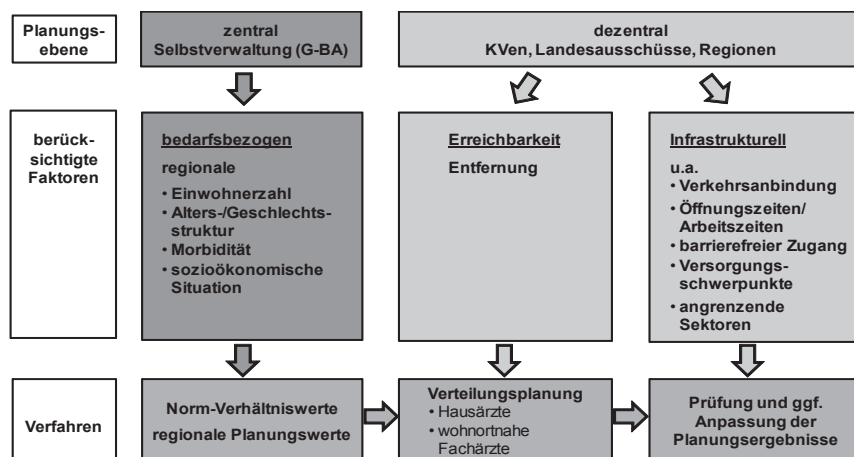 Planungs-
ebene
zentral
Selbstverwaltung (G-BA)
dezentral
KVen, Landesausschüsse, Regionen
berück-
sichtigte
Faktoren
bedarfsbezogen
regionale
• Einwohnerzahl
• Alters-/Geschlechts-
struktur
• Morbidität
• sozioökonomische
Situation
Erreichbarkeit
Entfernung
Infrastrukturell
u.a.
• Verkehrsanbindung
• Öffnungszeiten/
Arbeitszeiten
• barrierefreier Zugang
• Versorgungs-
schwerpunkte
• angrenzende
Sektoren
Verfahren
Norm-Verhältniswerte
regionale Planungswerte
Verteilungsplanung
• Hausärzte
• wohnortnahe
Fachärzte
Prüfung und ggf.
Anpassung der
Planungsergebnisse